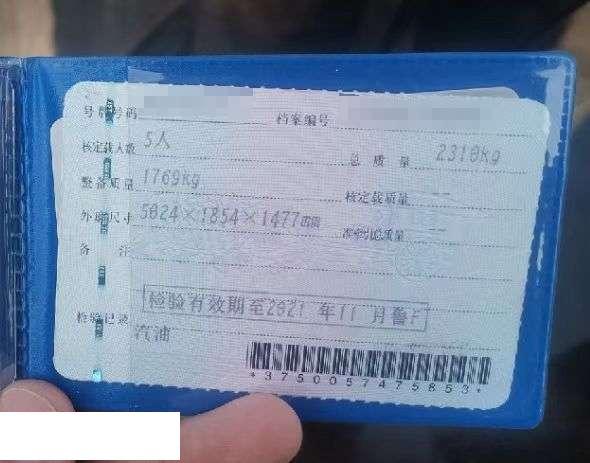 号牌号码 档案编号
核定载人数 5人 总质量 2310kg
整备质量 1769kg 核定载质量 --
外廓尺寸 5024×1854×1477mm 准牵引总质量 --
备注
检验记录 检验有效期至2021年11月鲁F
汽油
*3750057475853*